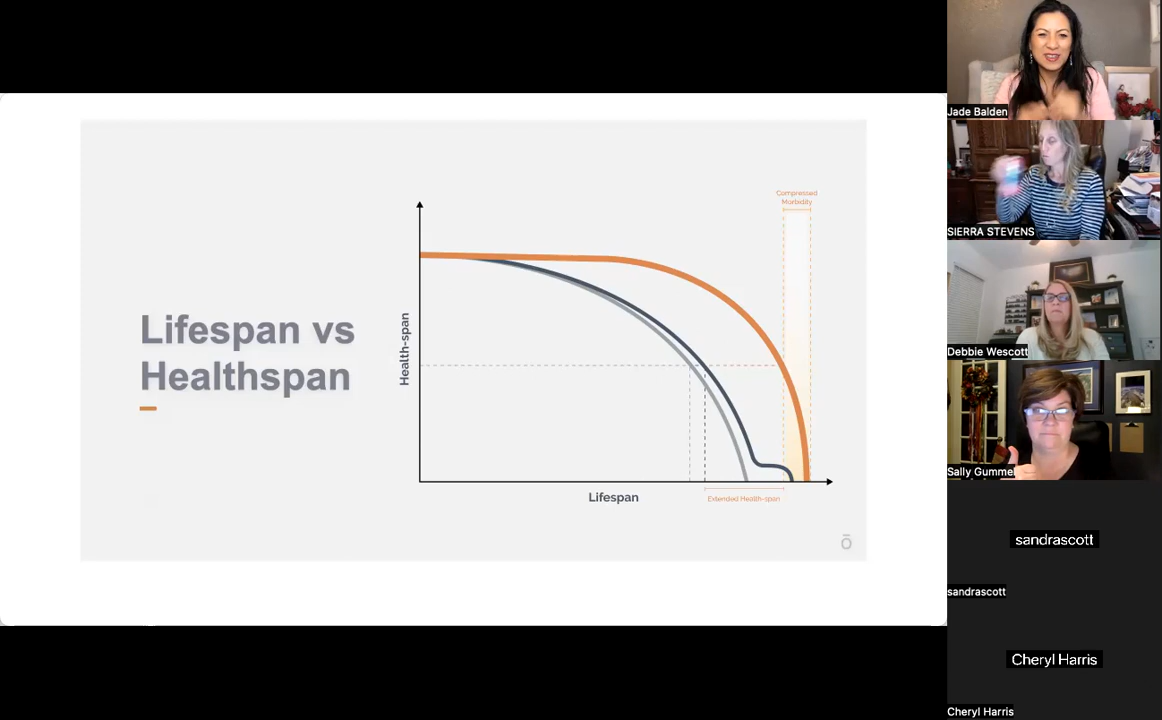 Lifespan vs
Healthspan
Compressed
Morbidity
Health-span
Lifespan
Extended Health-span
ō
Jade Balden
SIERRA STEVENS
Debbie Wescott
Sally Gummel
sandrascott
sandrascott
Cheryl Harris
Cheryl Harris